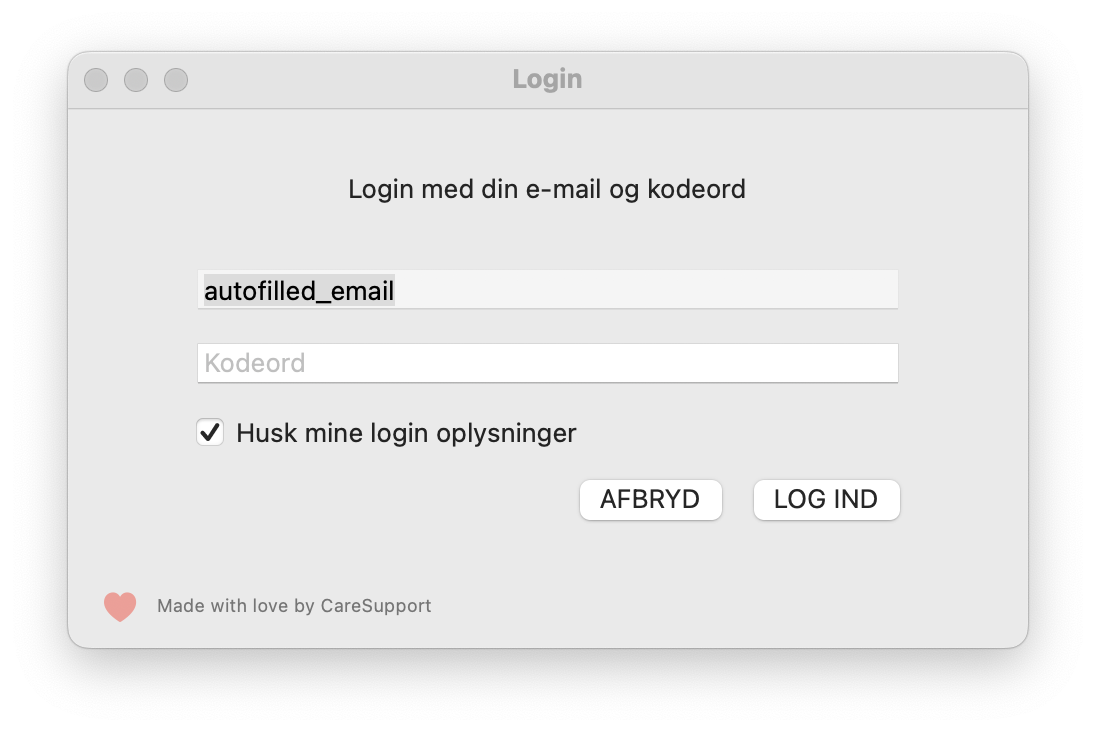 Login
Login med din e-mail og kodeord
autofilled_email
Kodeord
Husk mine login oplysninger
AFBRYD LOG IND
Made with love by CareSupport